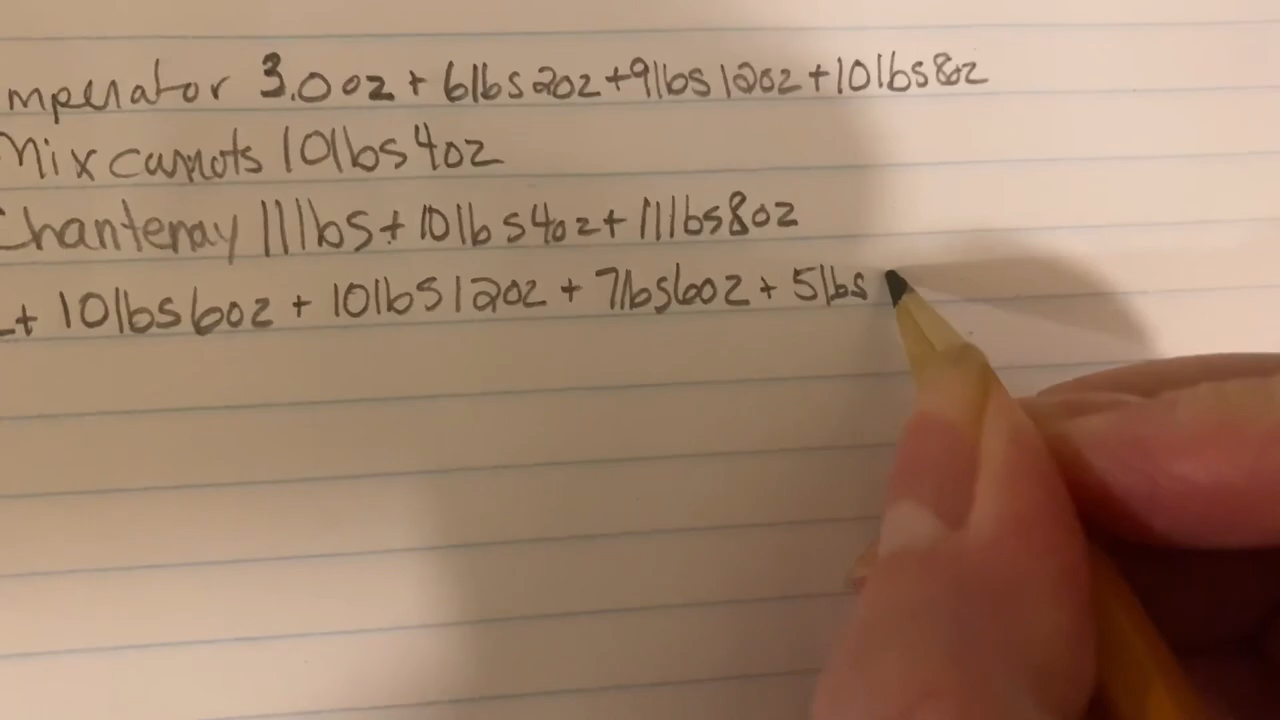 mperator 3.0oz + 6lbs 2oz + 9lbs 12oz + 10lbs 8oz
Mix carrots 10lbs 4oz
Chantenay 11lbs + 10lbs 4oz + 11lbs 8oz
+ 10lbs 6oz + 10lbs 12oz + 7lbs 6oz + 5lbs